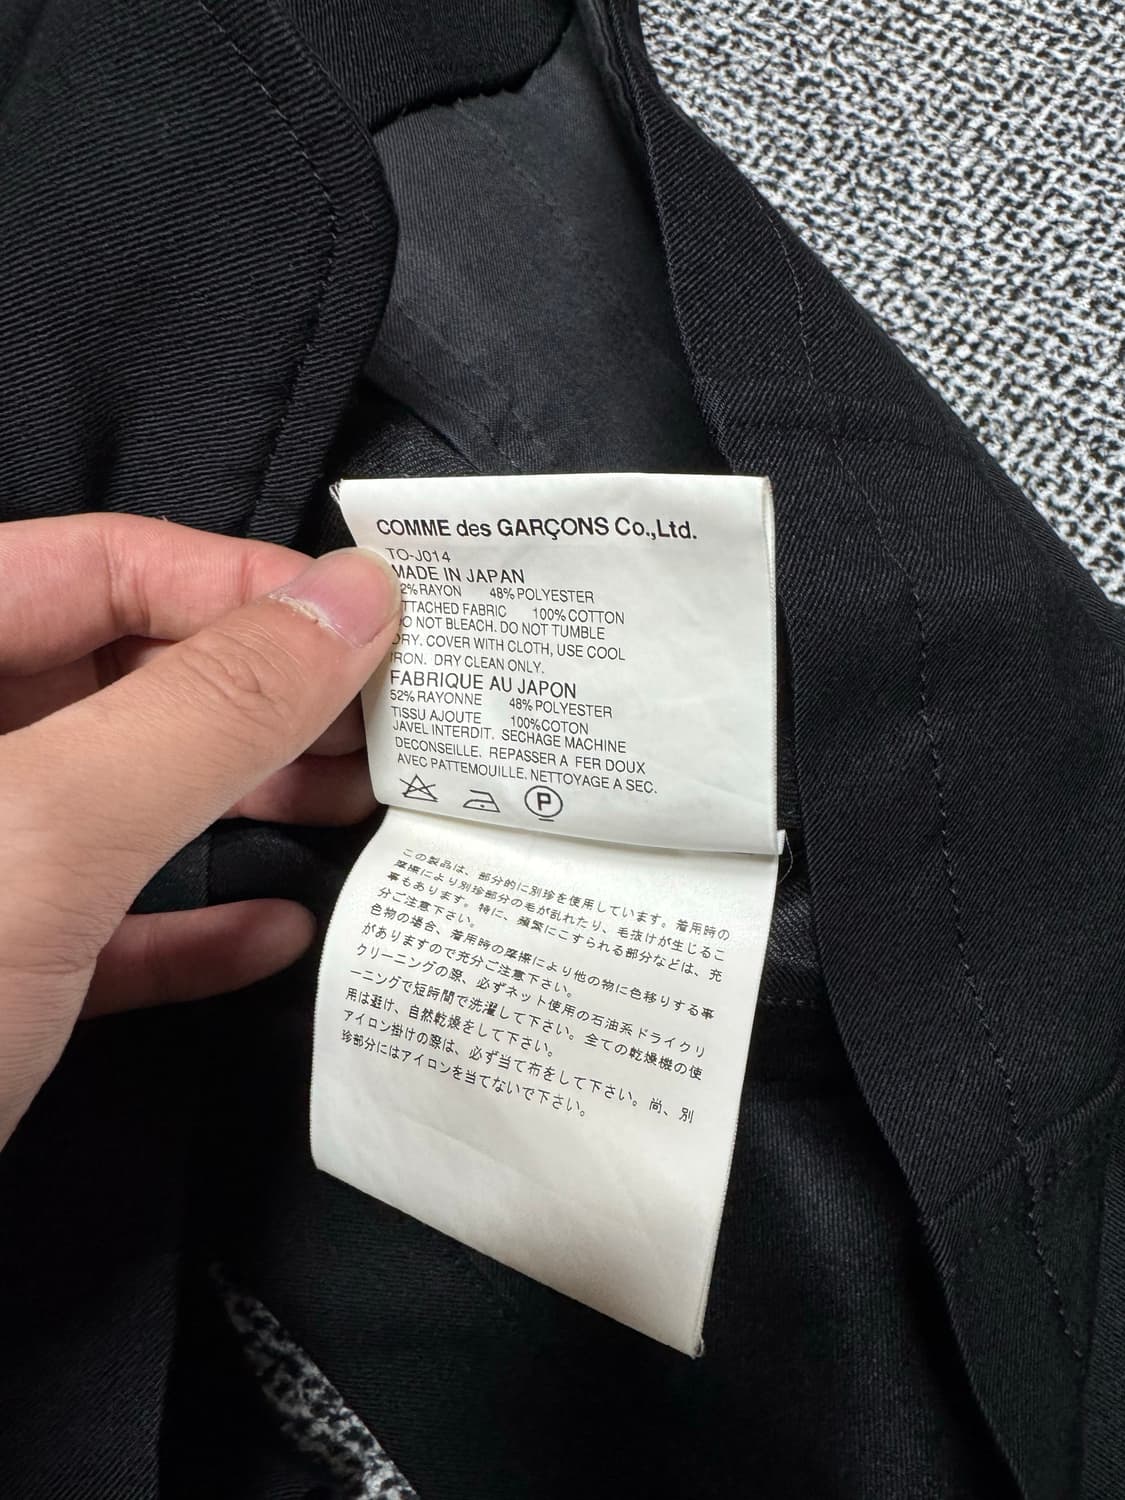 COMME des GARÇONS Co.,Ltd.
TO-J014
MADE IN JAPAN
2% RAYON 48% POLYESTER
TTACHED FABRIC 100% COTTON
DO NOT BLEACH. DO NOT TUMBLE
DRY. COVER WITH CLOTH, USE COOL
IRON. DRY CLEAN ONLY.
FABRIQUE AU JAPON
52% RAYONNE 48% POLYESTER
TISSU AJOUTE 100%COTON
JAVEL INTERDIT. SECHAGE MACHINE
DECONSEILLE. REPASSER A FER DOUX
AVEC PATTEMOUILLE. NETTOYAGE A SEC.
P
この製品は、部分的に別珍を使用しています。着用時の
摩擦により別珍部分の毛が乱れたり、毛抜けが生じるこ
事もあります。特に、頻繁にこすられる部分などは、充
分ご注意下さい。
色物の場合、着用時の摩擦により他の物に色移りする事
がありますので充分ご注意下さい。
クリーニングの際、必ずネット使用の石油系ドライクリ
ーニングで短時間で洗濯して下さい。全ての乾燥機の使
用は避け、自然乾燥をして下さい。
アイロン掛けの際は、必ず当て布をして下さい。尚、別
珍部分にはアイロンを当てないで下さい。